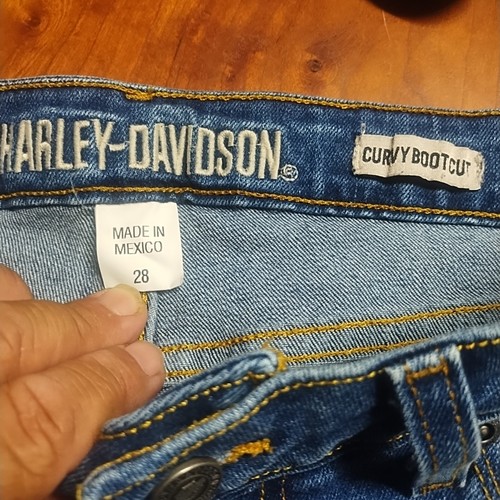 HARLEY-DAVIDSON®
CURVY BOOTCUT
MADE IN
MEXICO
28